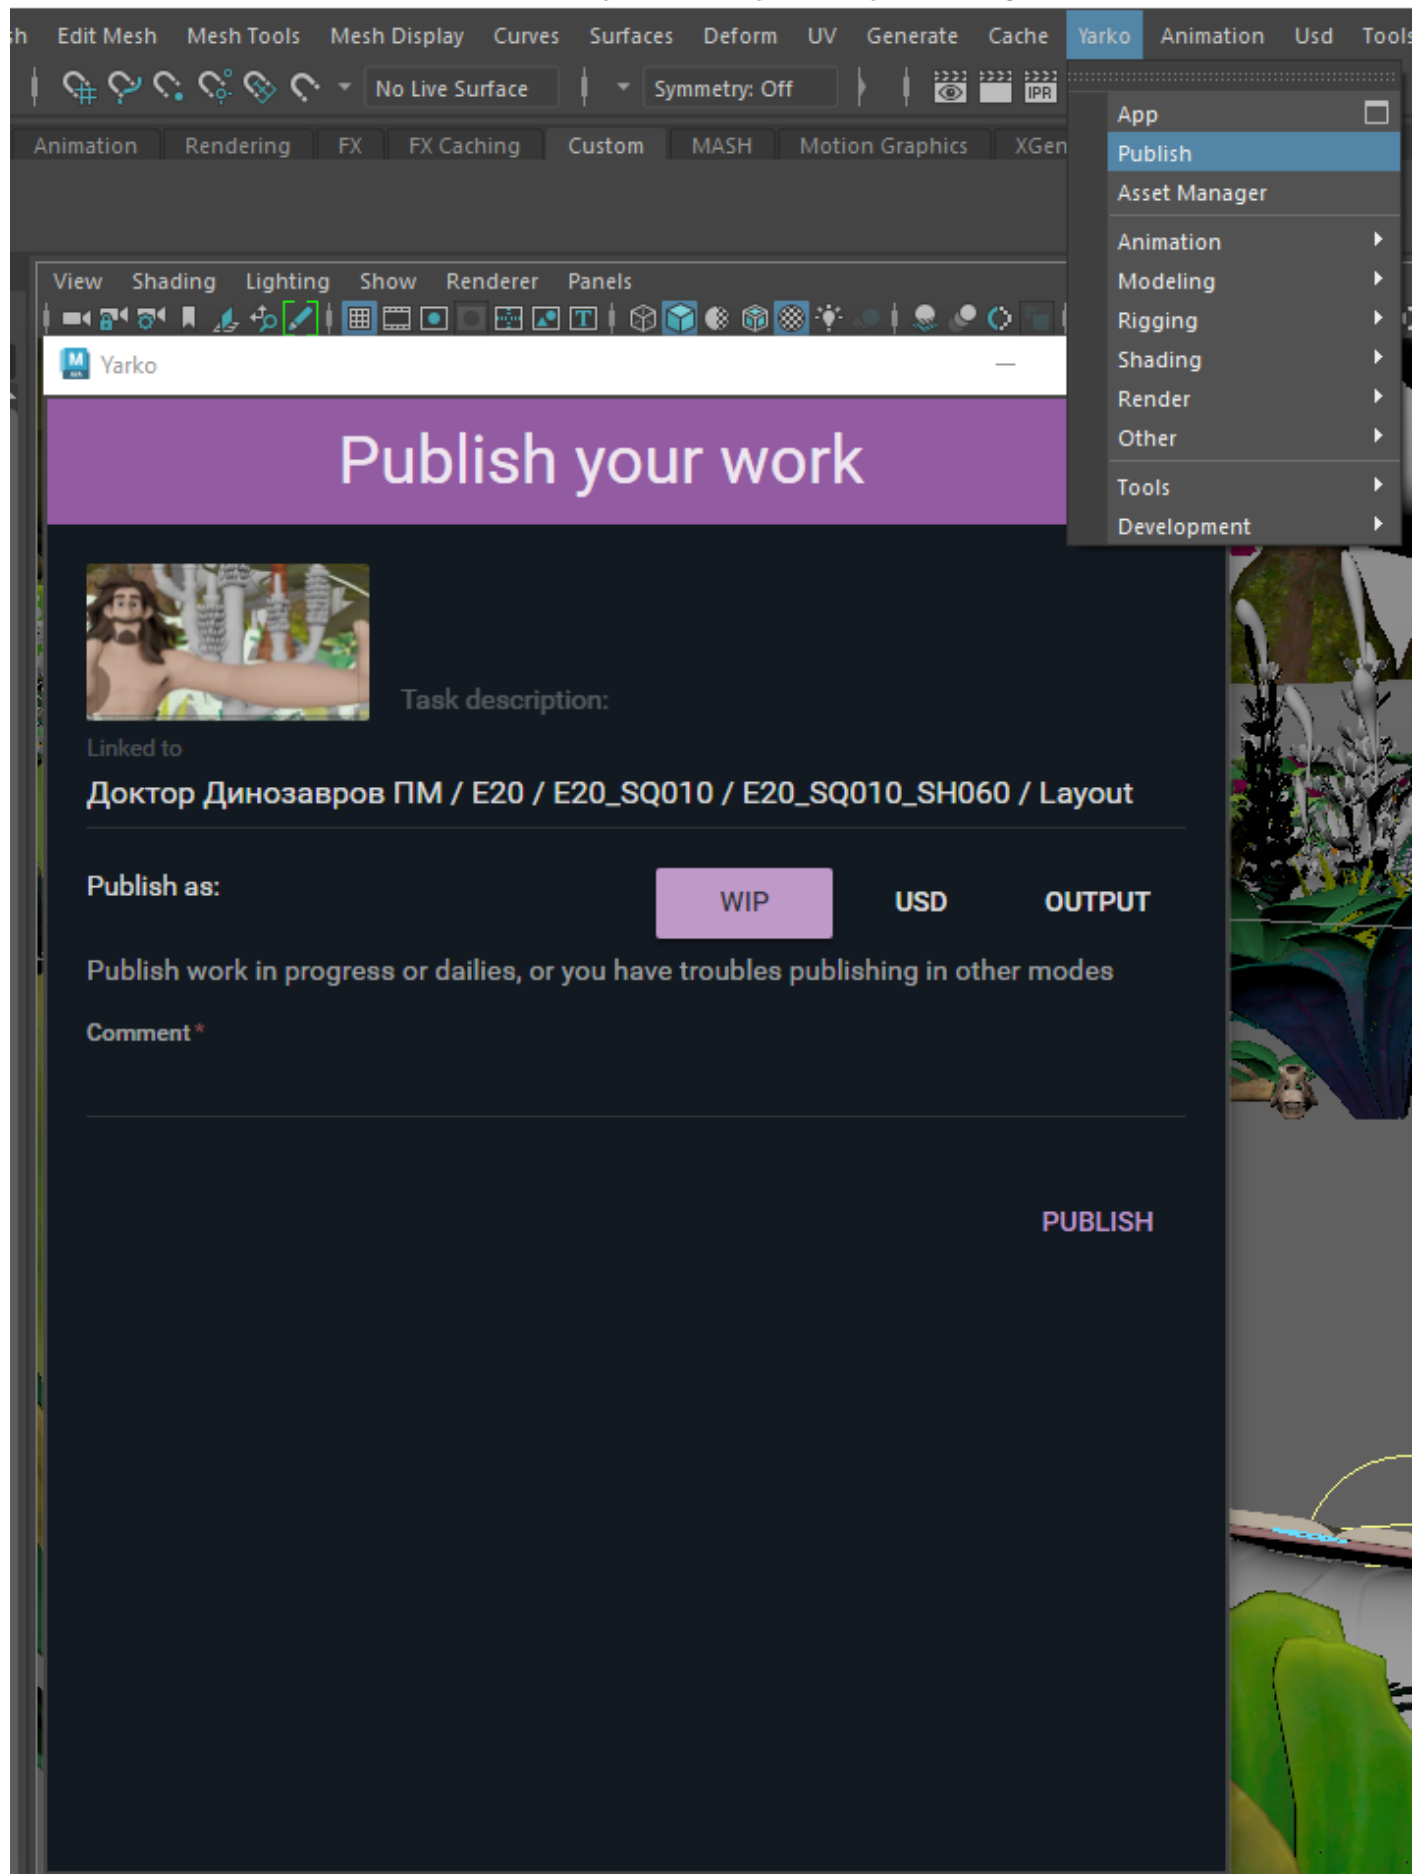 Edit Mesh Mesh Tools Mesh Display Curves Surfaces Deform UV Generate Cache Yarko Animation Usd Tools
No Live Surface Symmetry: Off IPR
App
Animation Rendering FX FX Caching Custom MASH Motion Graphics XGen
Publish
Asset Manager
Animation
Modeling
Rigging
Shading
Render
Other
Tools
Development
View Shading Lighting Show Renderer Panels
Yarko
Publish your work
Task description:
Linked to
Доктор Динозавров ПМ / E20 / E20_SQ010 / E20_SQ010_SH060 / Layout
Publish as: WIP USD OUTPUT
Publish work in progress or dailies, or you have troubles publishing in other modes
Comment*
PUBLISH